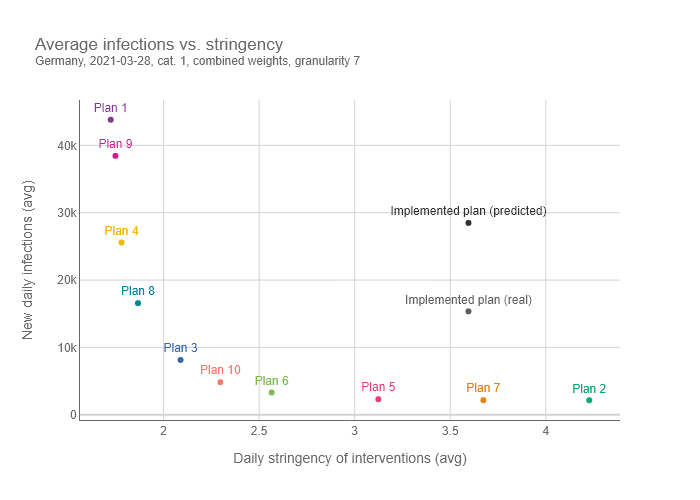 Average infections vs. stringency
Germany, 2021-03-28, cat. 1, combined weights, granularity 7
Plan 1
Plan 9
40k
Implemented plan (predicted)
30k
Plan 4
20k
Plan 8
Implemented plan (real)
10k
Plan 3
Plan 10
Plan 6
Plan 5
Plan 7
Plan 2
0
New daily infections (avg)
2
2.5
3
3.5
4
Daily stringency of interventions (avg)